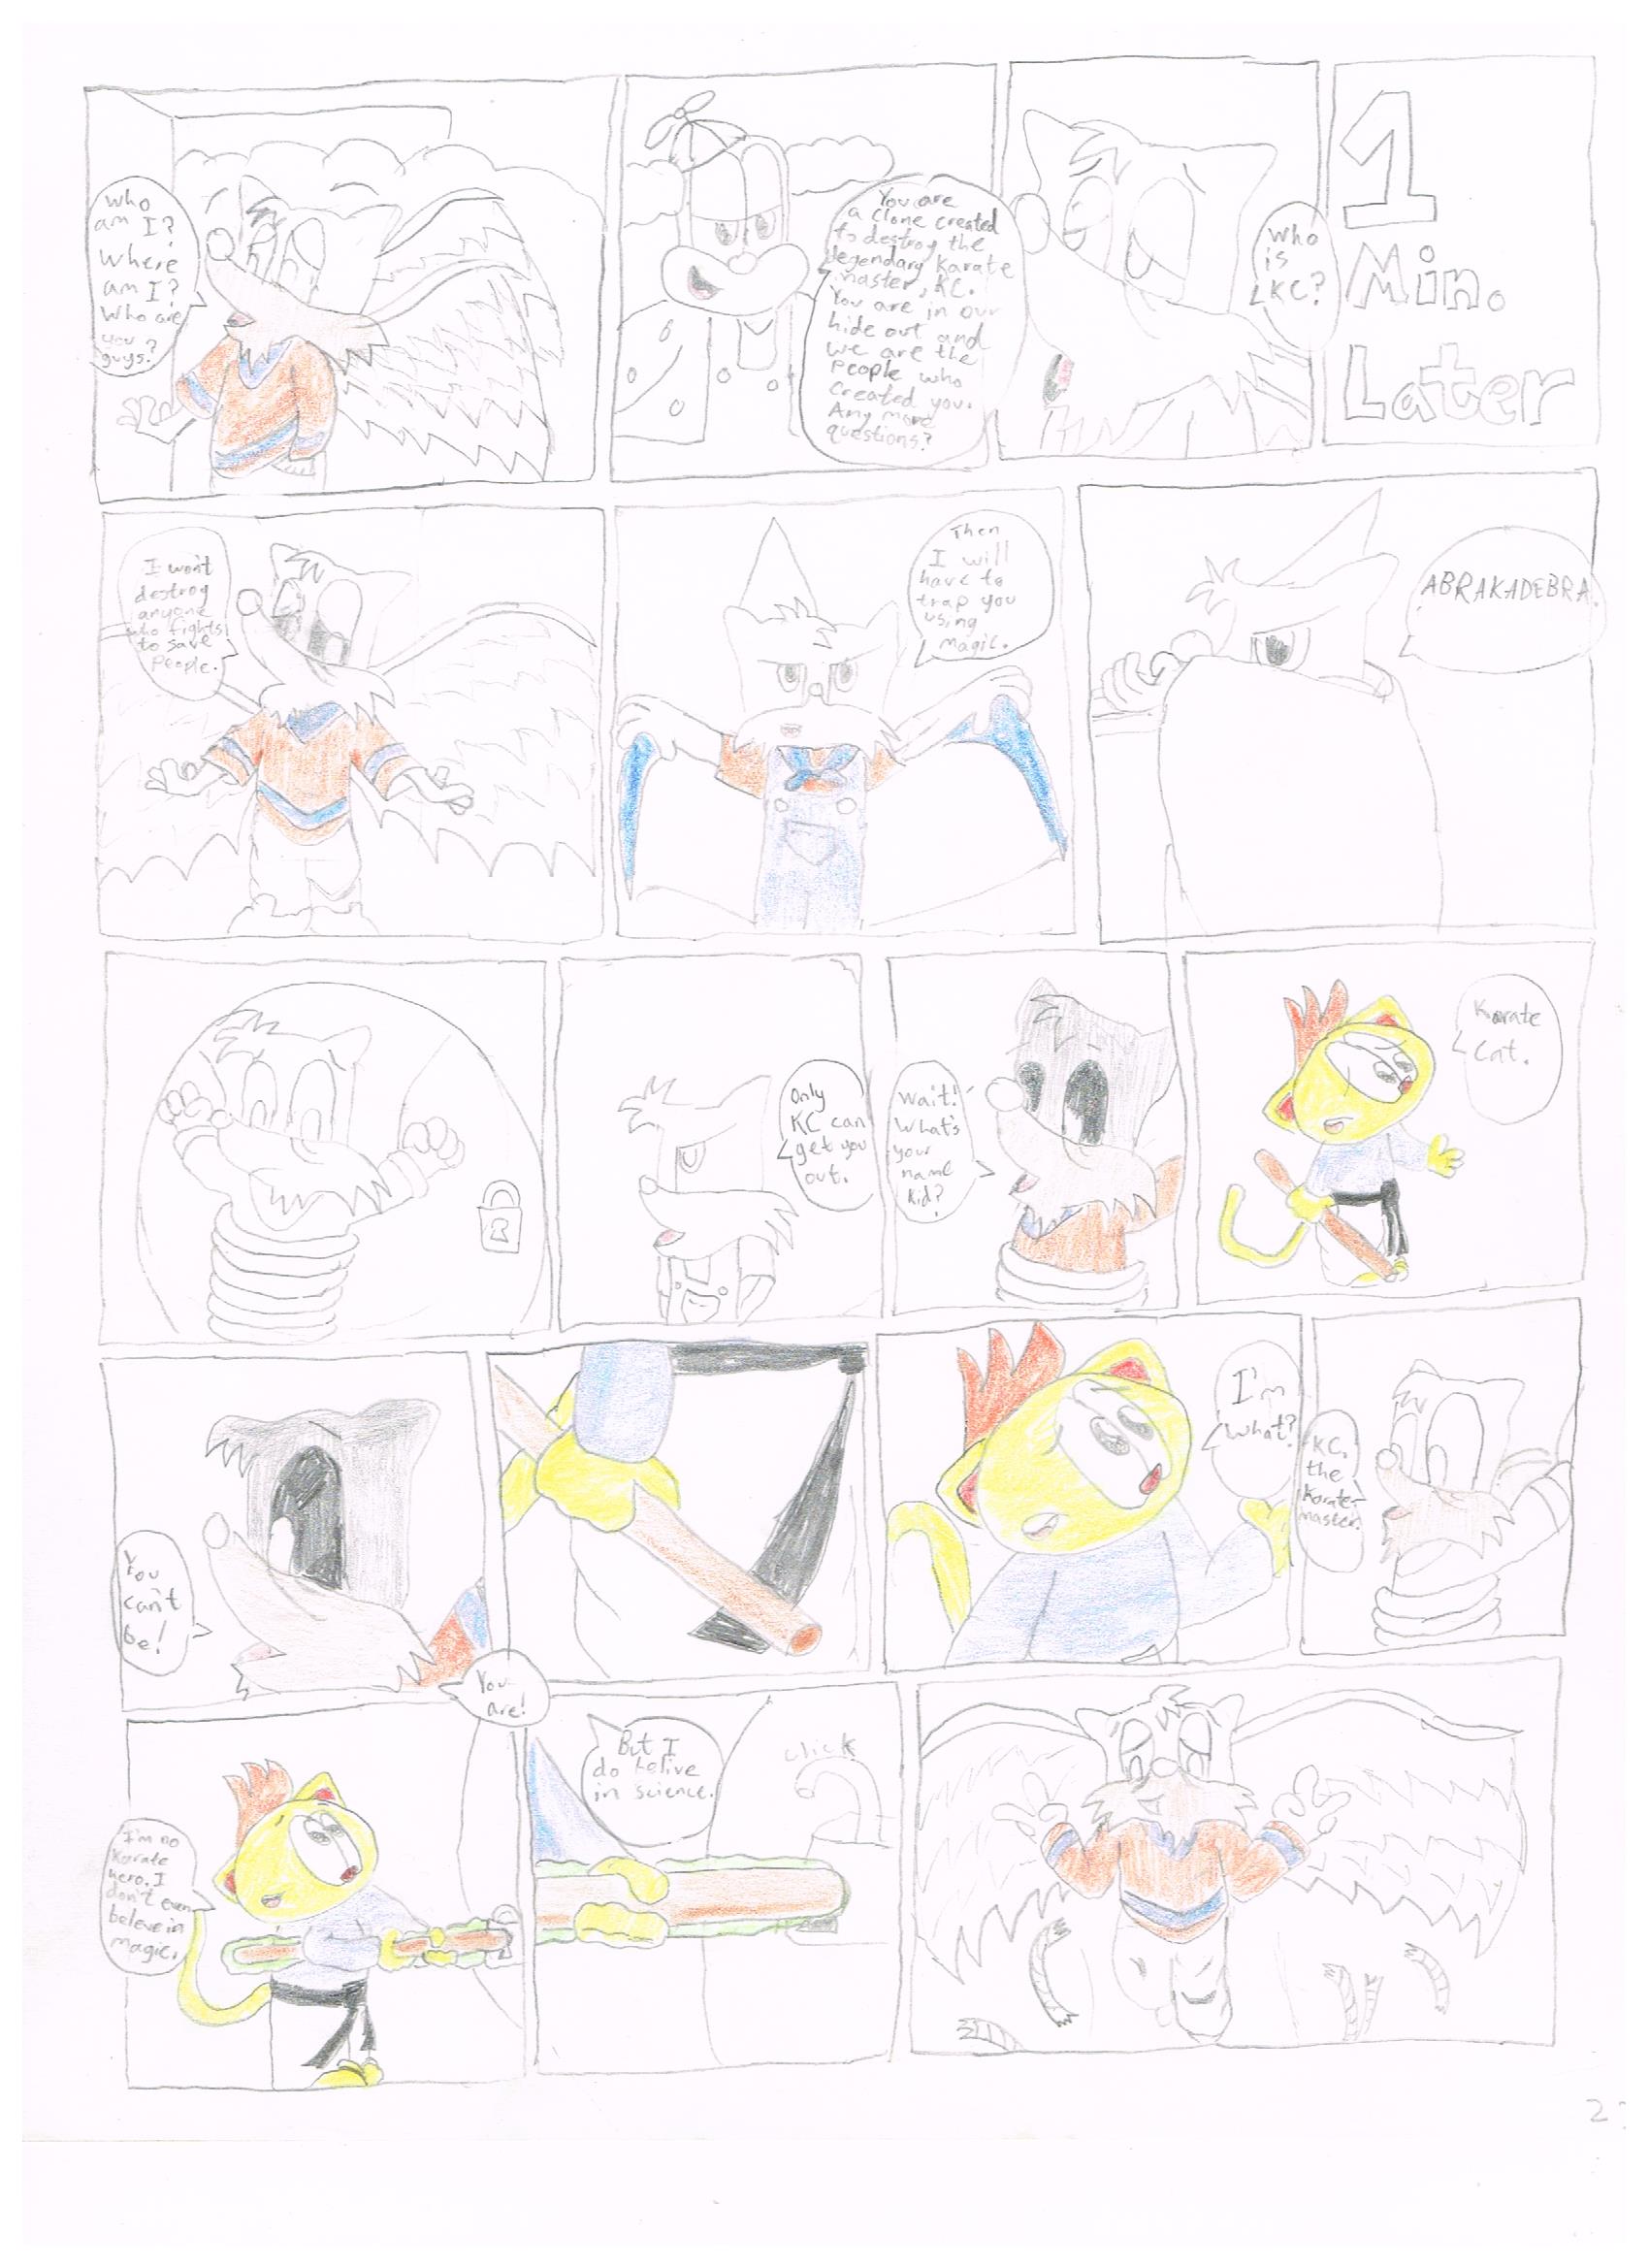 Who
am I?
Where
am I?
Who are
you
guys?
You are
a clone created
to destroy the
legendary Karate
master, KC.
You are in our
hide out and
we are the
people who
created you.
Any more
questions?
Who
is
KC?
1
Min.
Later
I won't
destroy
anyone
who fights
to save
people.
Then
I will
have to
trap you
using
magic.
ABRAKADEBRA.
Only
KC can
get you
out.
Wait!
What's
your
name
kid?
Karate
Cat.
You
can't
be!
I'm
what?
KC,
the
Karate
master.
You
are!
I'm no
Karate
hero. I
don't even
beleve in
magic.
But I
do belive
in science.
click